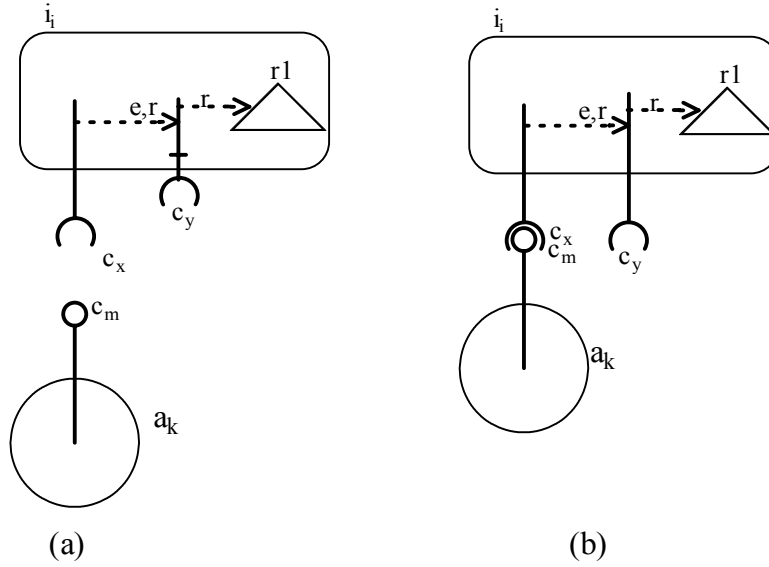 i_i
r1
e,r
r
c_y
c_x
c_m
a_k
(a)
i_i
r1
e,r
r
c_x
c_m
c_y
a_k
(b)